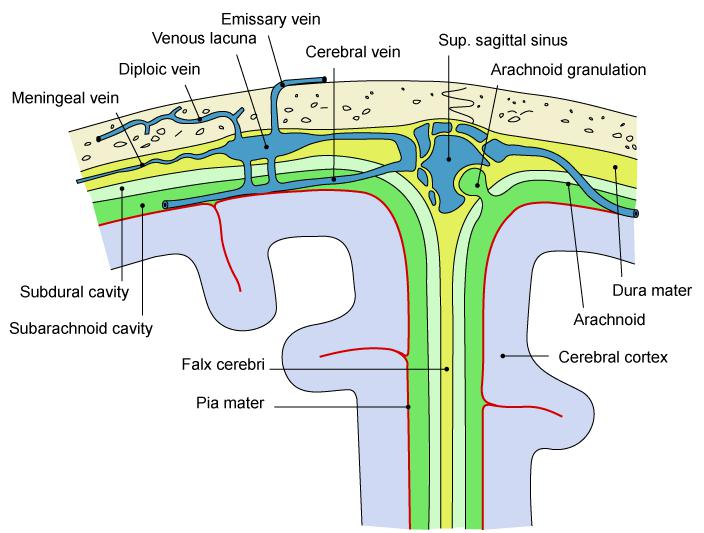 Emissary vein
Venous lacuna
Sup. sagittal sinus
Cerebral vein
Diploic vein
Arachnoid granulation
Meningeal vein
Subdural cavity
Dura mater
Arachnoid
Subarachnoid cavity
Cerebral cortex
Falx cerebri
Pia mater